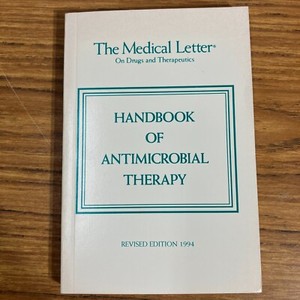 The Medical Letter®
On Drugs and Therapeutics
HANDBOOK
OF
ANTIMICROBIAL
THERAPY
REVISED EDITION 1994